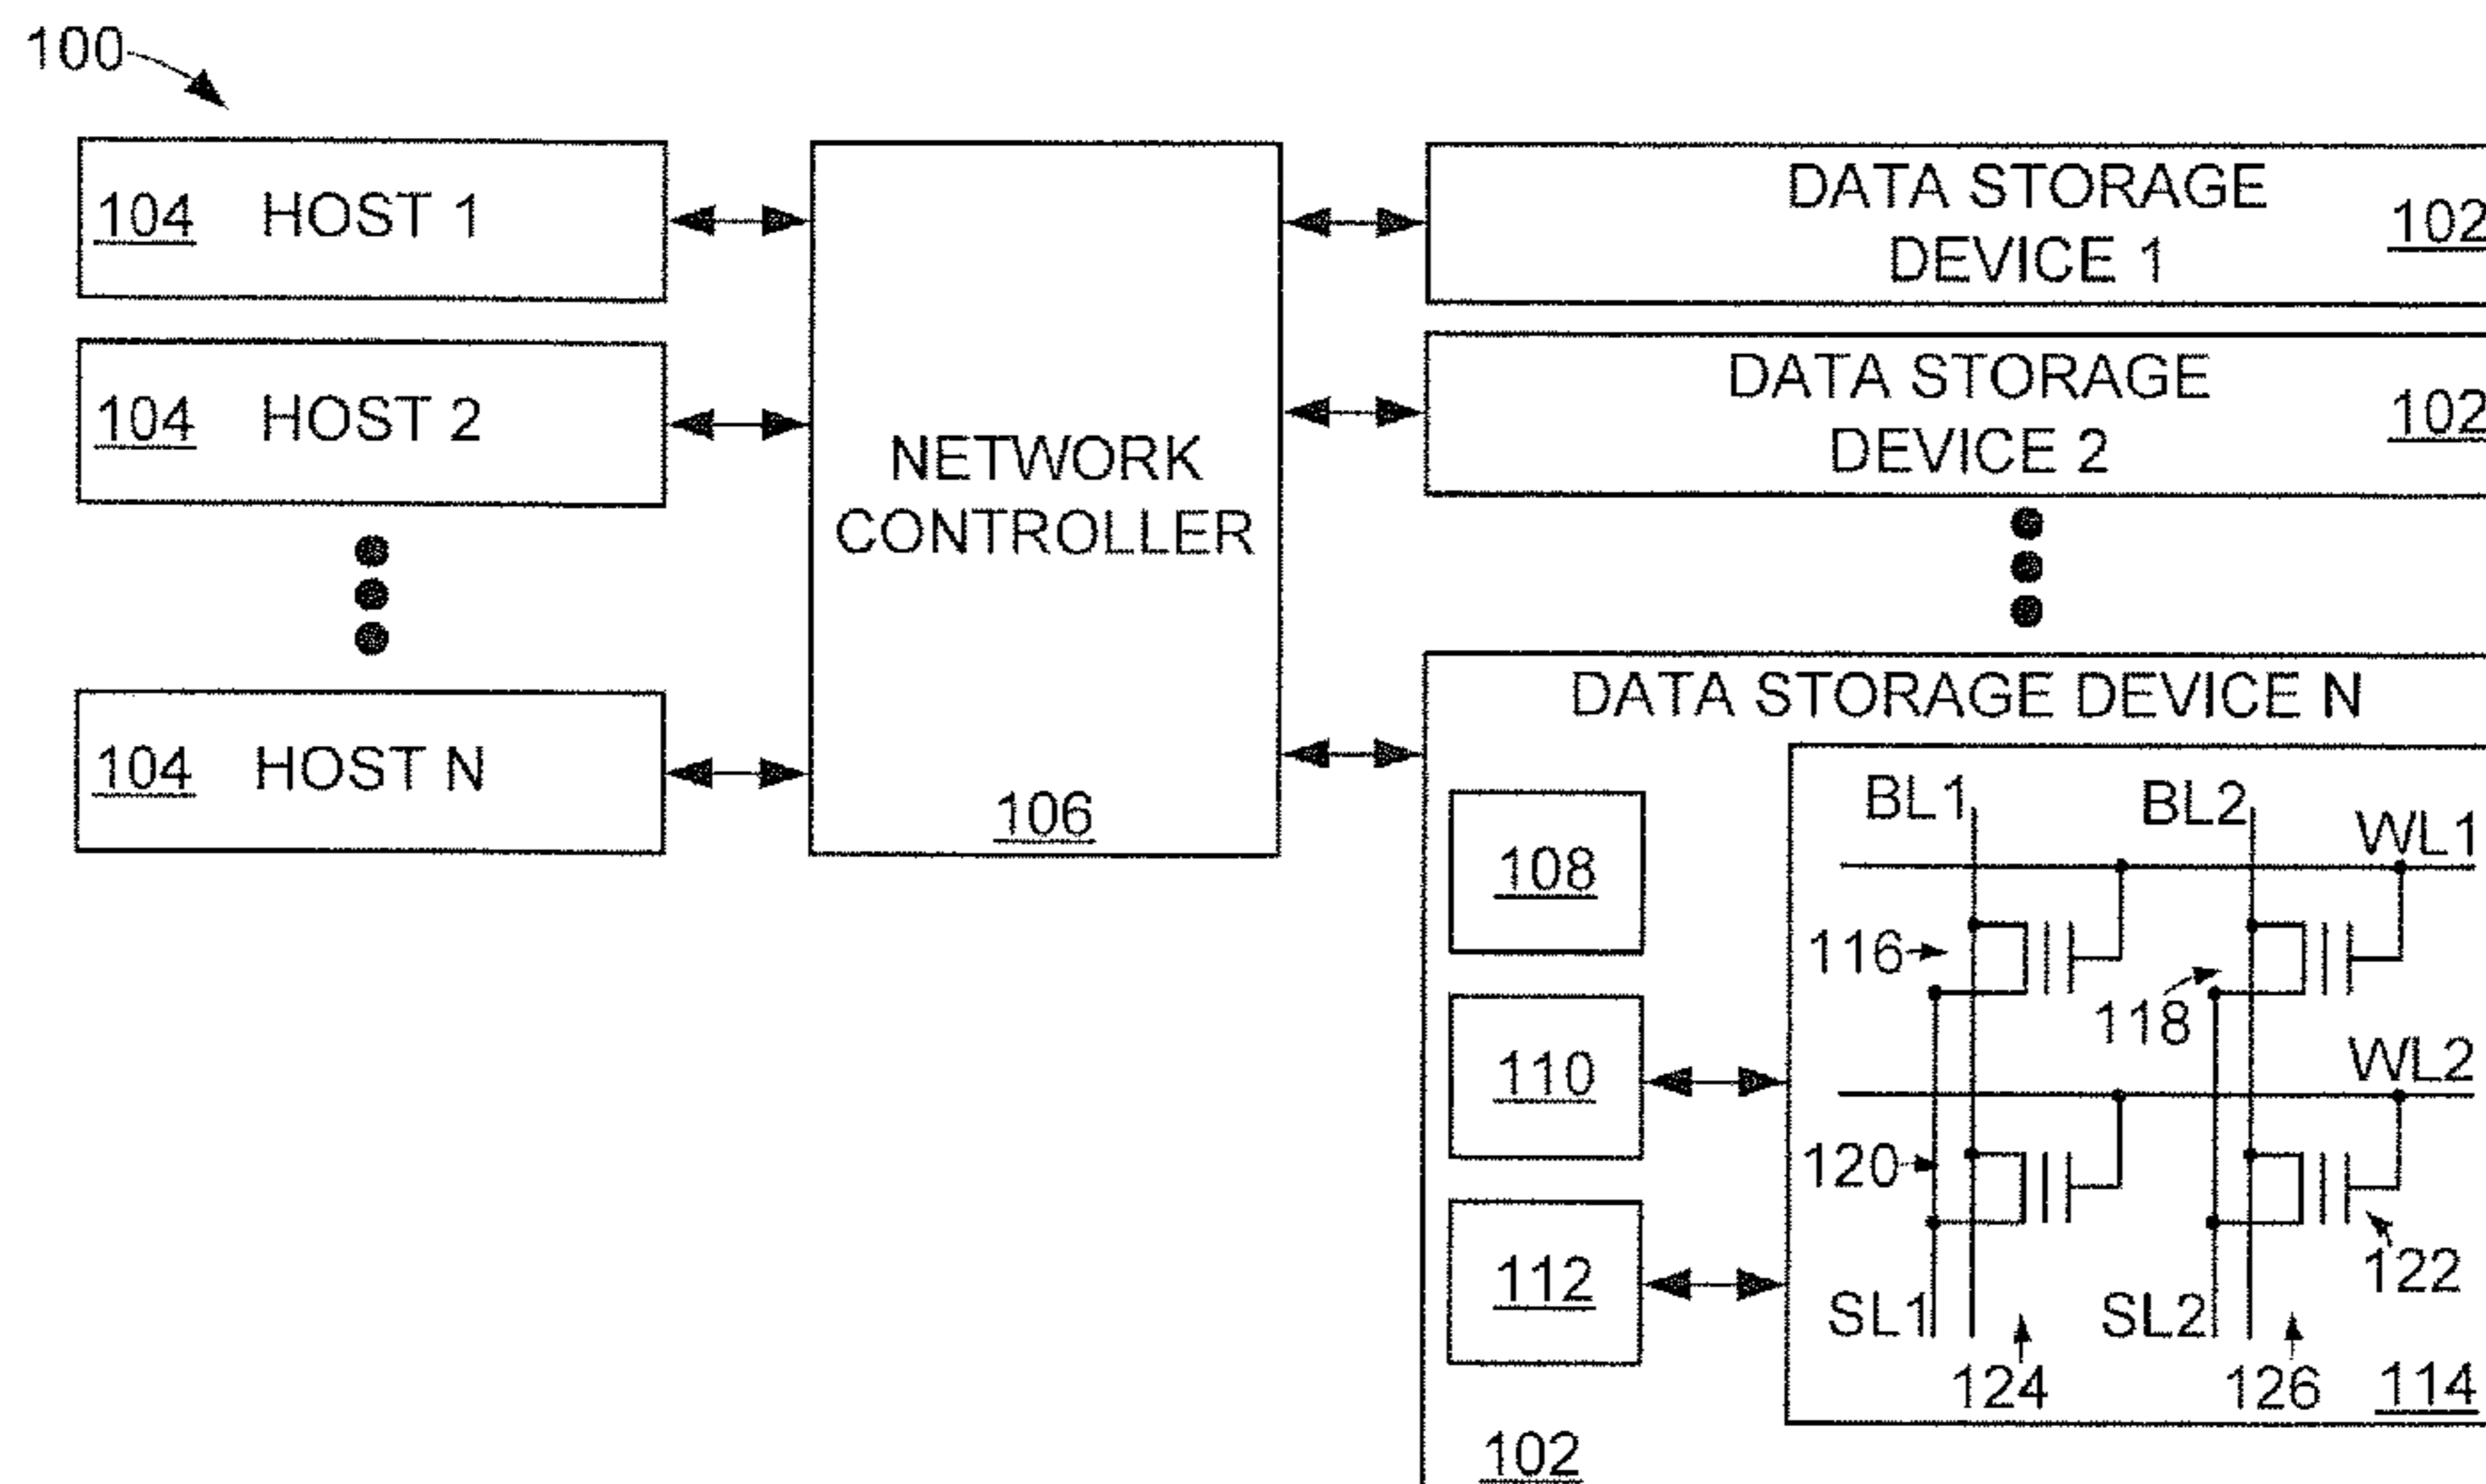 100
104 HOST 1
104 HOST 2
104 HOST N
NETWORK
CONTROLLER
106
DATA STORAGE
DEVICE 1
102
DATA STORAGE
DEVICE 2
102
DATA STORAGE DEVICE N
108
110
112
102
BL1
BL2
WL1
116
118
WL2
120
122
SL1
SL2
124
126
114